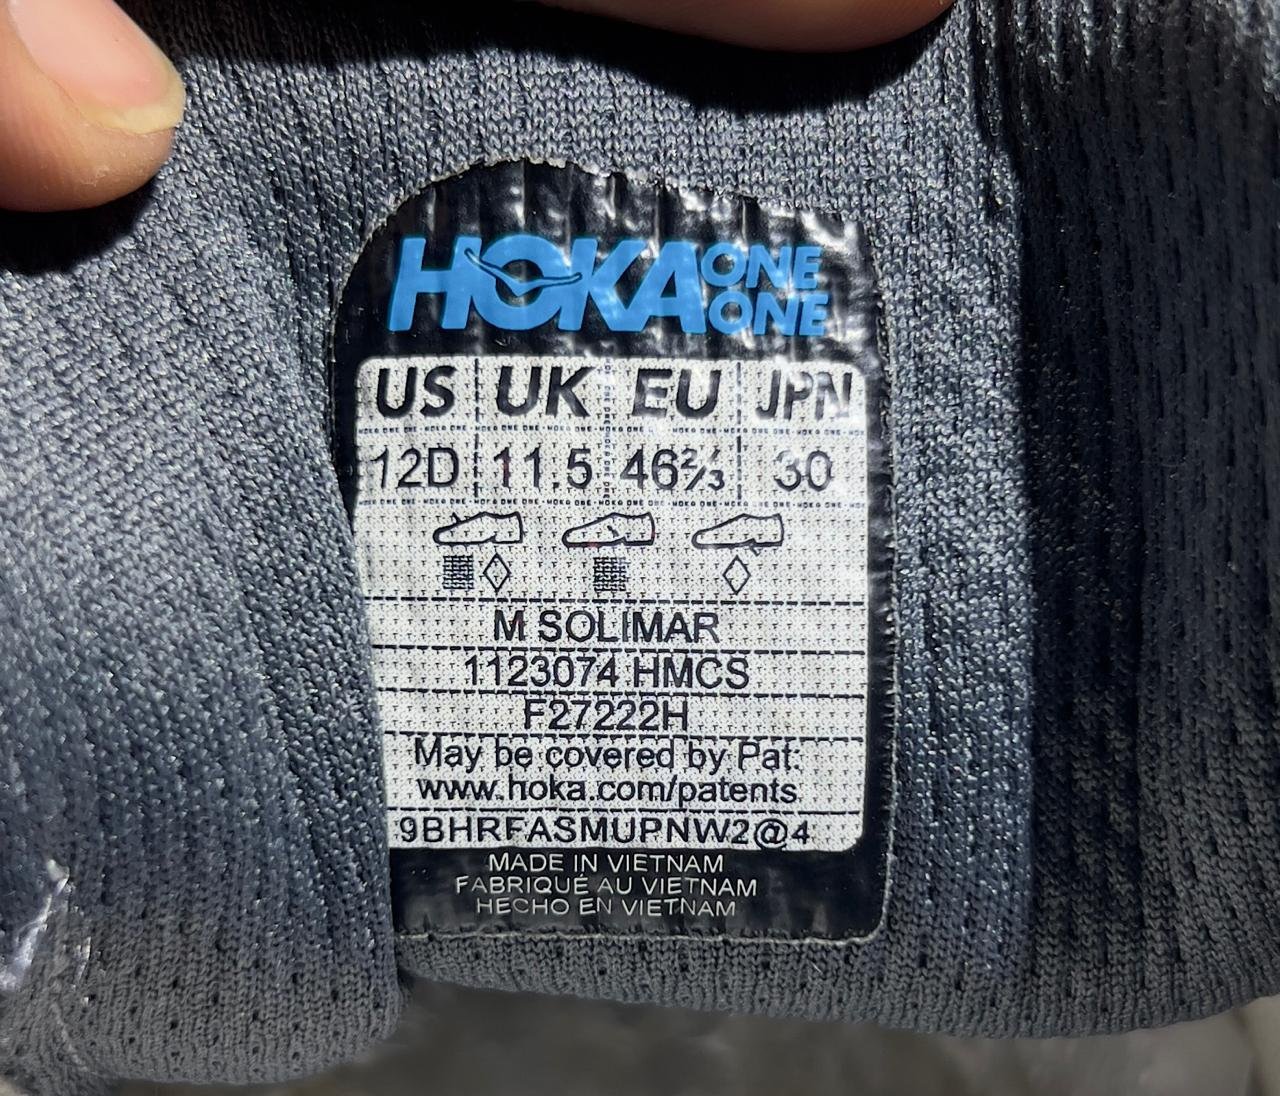 HOKA ONE ONE
US UK EU JPN
12D 11.5 46⅔ 30
M SOLIMAR
1123074 HMCS
F27222H
May be covered by Pat:
www.hoka.com/patents
9BHRFASMUPNW2@4
MADE IN VIETNAM
FABRIQUÉ AU VIETNAM
HECHO EN VIETNAM